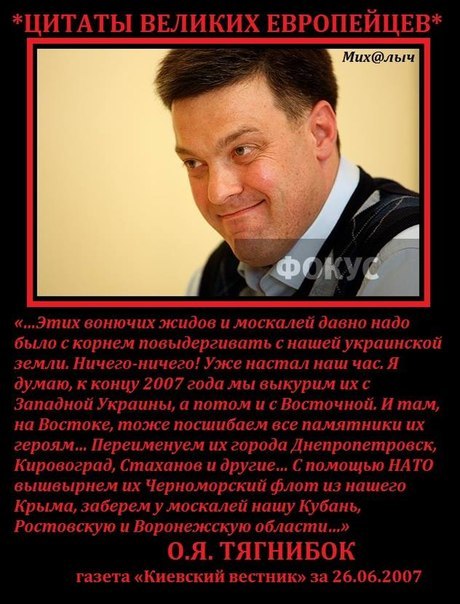 *ЦИТАТЫ ВЕЛИКИХ ЕВРОПЕЙЦЕВ*
Мих@лыч
ФОКУС
«...Этих вонючих жидов и москалей давно надо
было с корнем повыдергивать с нашей украинской
земли. Ничего-ничего! Уже настал наш час. Я
думаю, к концу 2007 года мы выкурим их с
Западной Украины, а потом и с Восточной. И там,
на Востоке, тоже посшибаем все памятники их
героям... Переименуем их города Днепропетровск,
Кировоград, Стаханов и другие... С помощью НАТО
вышвырнем их Черноморский флот из нашего
Крыма, заберем у москалей нашу Кубань,
Ростовскую и Воронежскую области...»
О.Я. ТЯГНИБОК
газета «Киевский вестник» за 26.06.2007